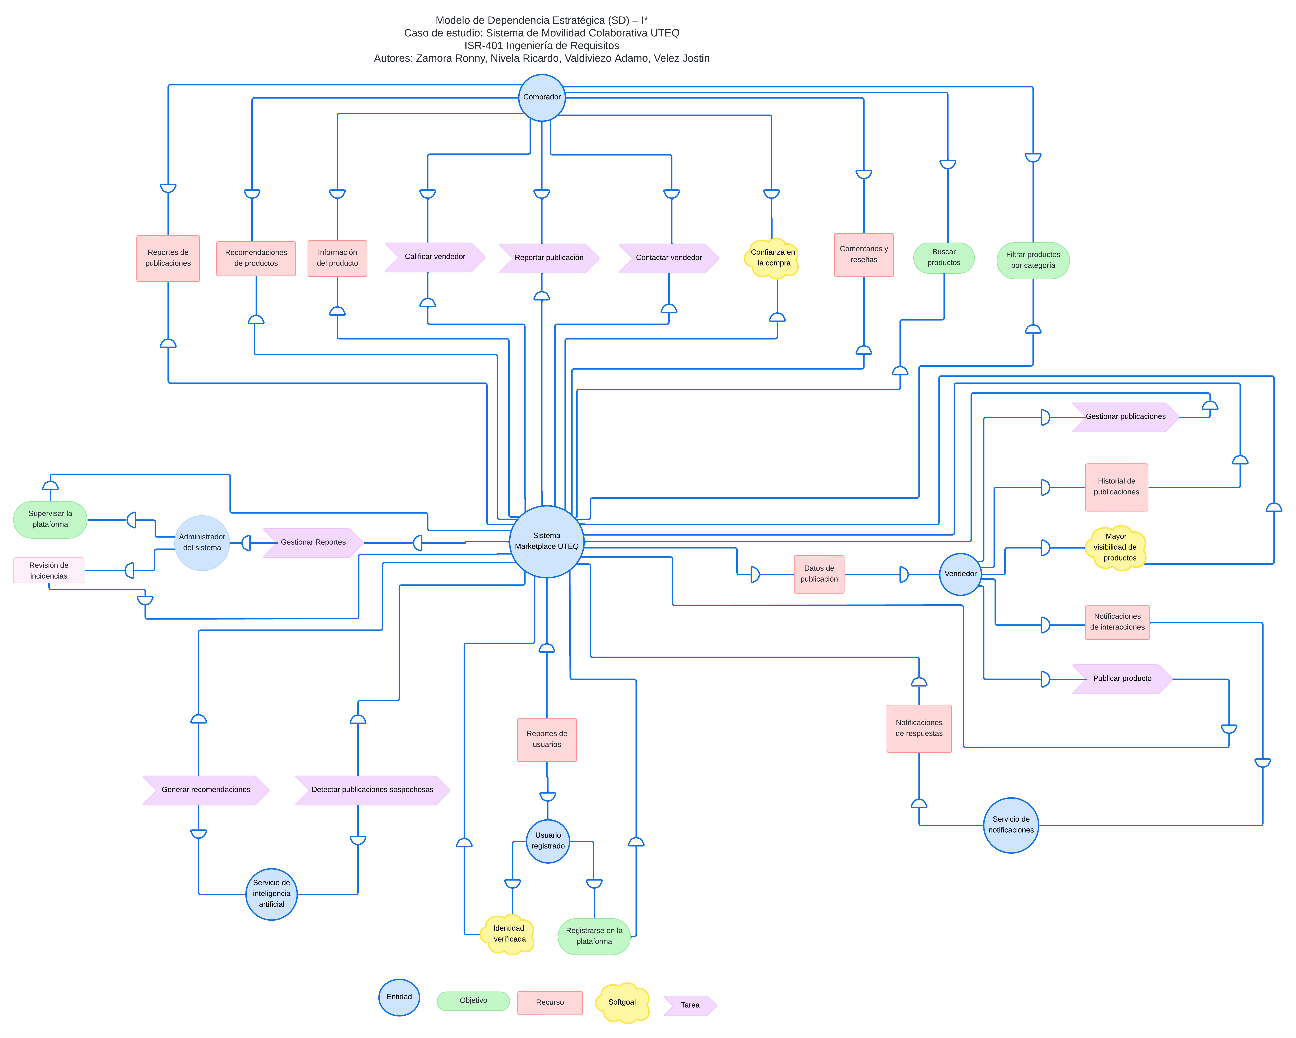 Modelo de Dependencia Estratégica (SD) – I*
Caso de estudio: Sistema de Movilidad Colaborativa UTEQ
ISR-401 Ingeniería de Requisitos
Autores: Zamora Ronny, Nivela Ricardo, Valdiviezo Adamo, Velez Jostin
Comprador
Reportes de
publicaciones
Recomendaciones
de productos
Información
del producto
Calificar vendedor
Reportar publicación
Contactar vendedor
Confianza en
la compra
Comentarios y
reseñas
Buscar
productos
Filtrar productos
por categoría
Gestionar publicaciones
Historial de
publicaciones
Mayor
visibilidad de
productos
Supervisar la
plataforma
Administrador
del sistema
Gestionar Reportes
Sistema
Marketplace UTEQ
Revisión de
incidencias
Datos de
publicación
Vendedor
Notificaciones
de interacciones
Publicar producto
Notificaciones
de respuestas
Reportes de
usuarios
Generar recomendaciones
Detectar publicaciones sospechosas
Servicio de
notificaciones
Usuario
registrado
Servicio de
inteligencia
artificial
Identidad
verificada
Registrarse en la
plataforma
Entidad
Objetivo
Recurso
Softgoal
Tarea